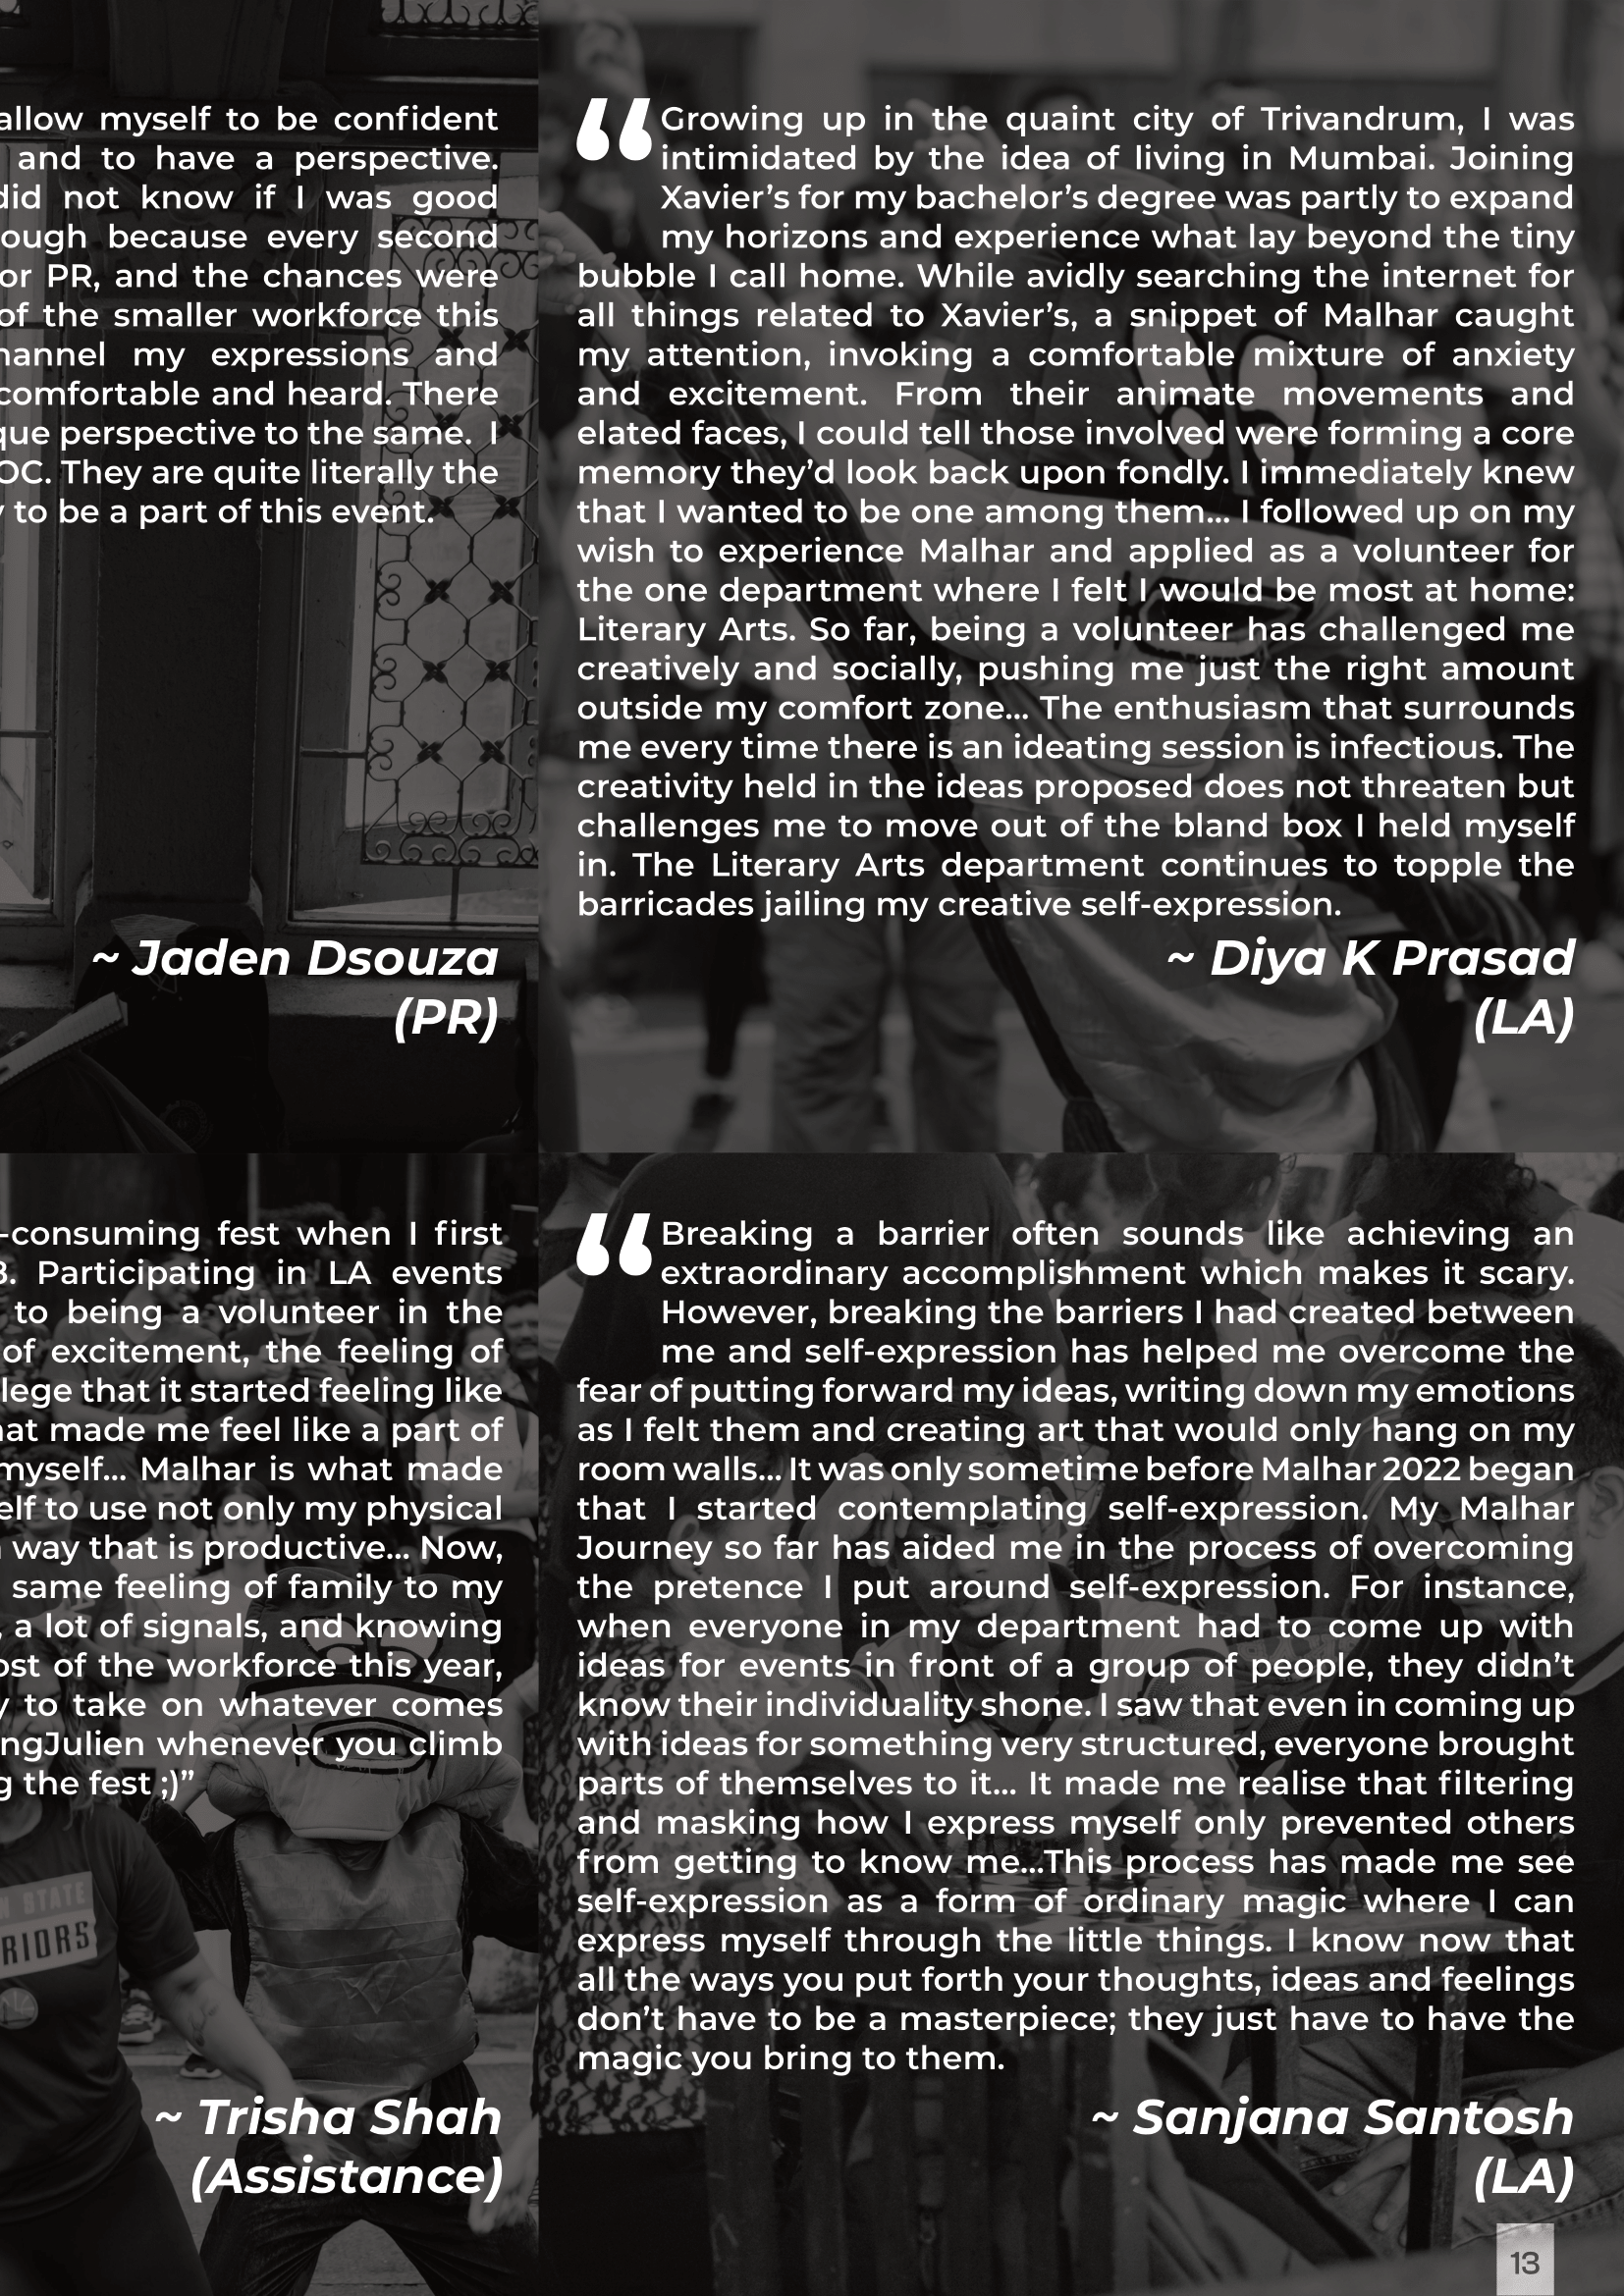 allow myself to be confident
and to have a perspective.
did not know if I was good
ough because every second
or PR, and the chances were
of the smaller workforce this
hannel my expressions and
comfortable and heard. There
que perspective to the same. I
OC. They are quite literally the
y to be a part of this event.
~ Jaden Dsouza
(PR)
“Growing up in the quaint city of Trivandrum, I was
intimidated by the idea of living in Mumbai. Joining
Xavier’s for my bachelor’s degree was partly to expand
my horizons and experience what lay beyond the tiny
bubble I call home. While avidly searching the internet for
all things related to Xavier’s, a snippet of Malhar caught
my attention, invoking a comfortable mixture of anxiety
and excitement. From their animate movements and
elated faces, I could tell those involved were forming a core
memory they’d look back upon fondly. I immediately knew
that I wanted to be one among them... I followed up on my
wish to experience Malhar and applied as a volunteer for
the one department where I felt I would be most at home:
Literary Arts. So far, being a volunteer has challenged me
creatively and socially, pushing me just the right amount
outside my comfort zone... The enthusiasm that surrounds
me every time there is an ideating session is infectious. The
creativity held in the ideas proposed does not threaten but
challenges me to move out of the bland box I held myself
in. The Literary Arts department continues to topple the
barricades jailing my creative self-expression.
~ Diya K Prasad
(LA)
-consuming fest when I first
3. Participating in LA events
to being a volunteer in the
of excitement, the feeling of
lege that it started feeling like
hat made me feel like a part of
myself... Malhar is what made
elf to use not only my physical
way that is productive... Now,
same feeling of family to my
, a lot of signals, and knowing
ost of the workforce this year,
y to take on whatever comes
ngJulien whenever you climb
g the fest ;)”
STATE
RIORS
~ Trisha Shah
(Assistance)
“Breaking a barrier often sounds like achieving an
extraordinary accomplishment which makes it scary.
However, breaking the barriers I had created between
me and self-expression has helped me overcome the
fear of putting forward my ideas, writing down my emotions
as I felt them and creating art that would only hang on my
room walls... It was only sometime before Malhar 2022 began
that I started contemplating self-expression. My Malhar
Journey so far has aided me in the process of overcoming
the pretence I put around self-expression. For instance,
when everyone in my department had to come up with
ideas for events in front of a group of people, they didn’t
know their individuality shone. I saw that even in coming up
with ideas for something very structured, everyone brought
parts of themselves to it... It made me realise that filtering
and masking how I express myself only prevented others
from getting to know me...This process has made me see
self-expression as a form of ordinary magic where I can
express myself through the little things. I know now that
all the ways you put forth your thoughts, ideas and feelings
don’t have to be a masterpiece; they just have to have the
magic you bring to them.
~ Sanjana Santosh
(LA)
13